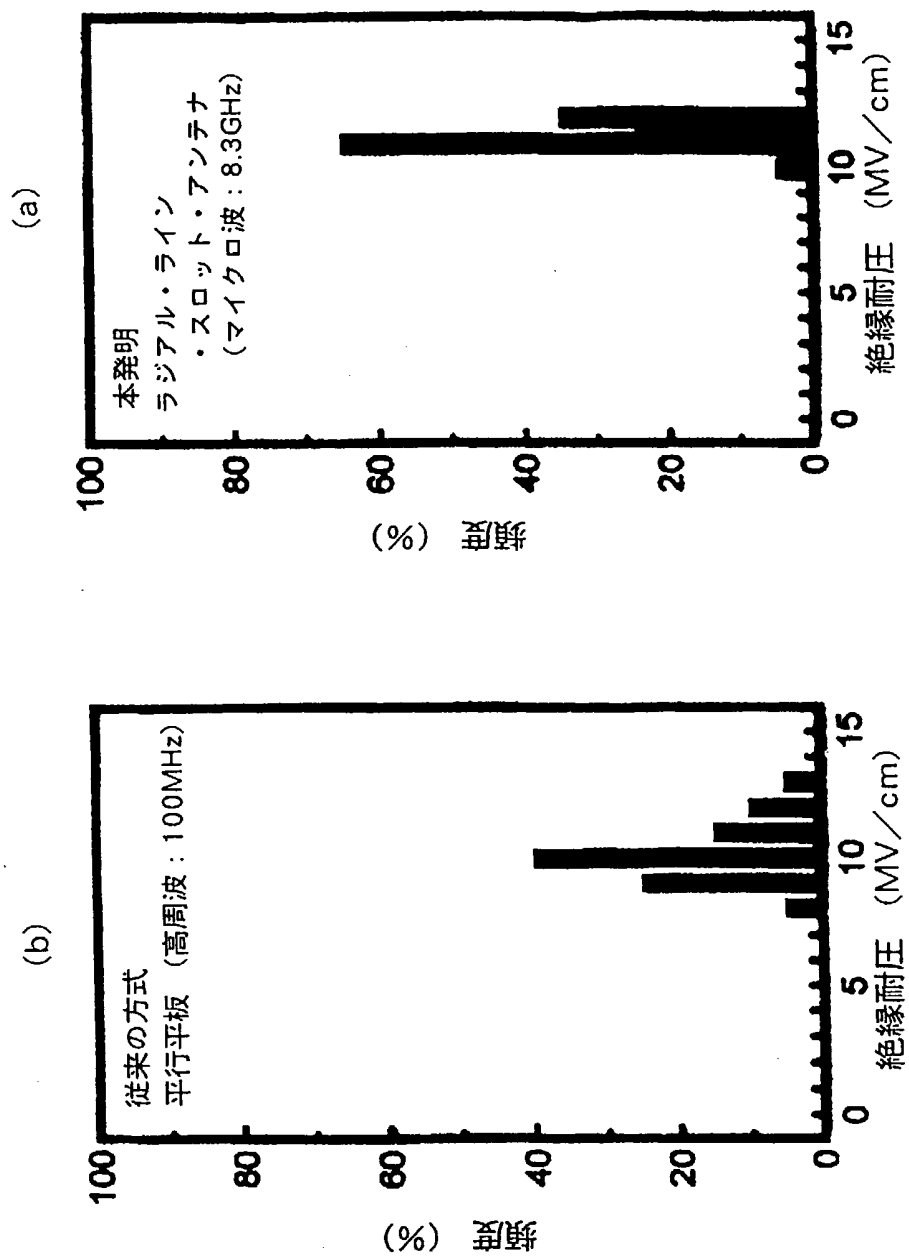 (a)
本発明
ラジアル・ライン
・スロット・アンテナ
(マイクロ波:8.3GHz)
100
80
60
40
20
0
頻度 (%)
0
5
10
15
絶縁耐圧 (MV/cm)
(b)
従来の方式
平行平板 (高周波:100MHz)
100
80
60
40
20
0
頻度 (%)
0
5
10
15
絶縁耐圧 (MV/cm)